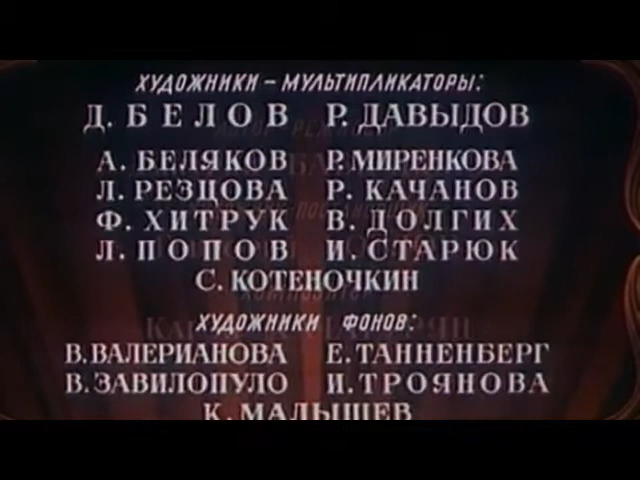 ХУДОЖНИКИ – МУЛЬТИПЛИКАТОРЫ:
Д. БЕЛОВ Р. ДАВЫДОВ
А. БЕЛЯКОВ Р. МИРЕНКОВА
Л. РЕЗЦОВА Р. КАЧАНОВ
Ф. ХИТРУК В. ДОЛГИХ
Л. ПОПОВ И. СТАРЮК
С. КОТЕНОЧКИН
ХУДОЖНИКИ ФОНОВ:
В. ВАЛЕРИАНОВА Е. ТАННЕНБЕРГ
В. ЗАВИЛОПУЛО И. ТРОЯНОВА
К. МАЛЫШЕВ